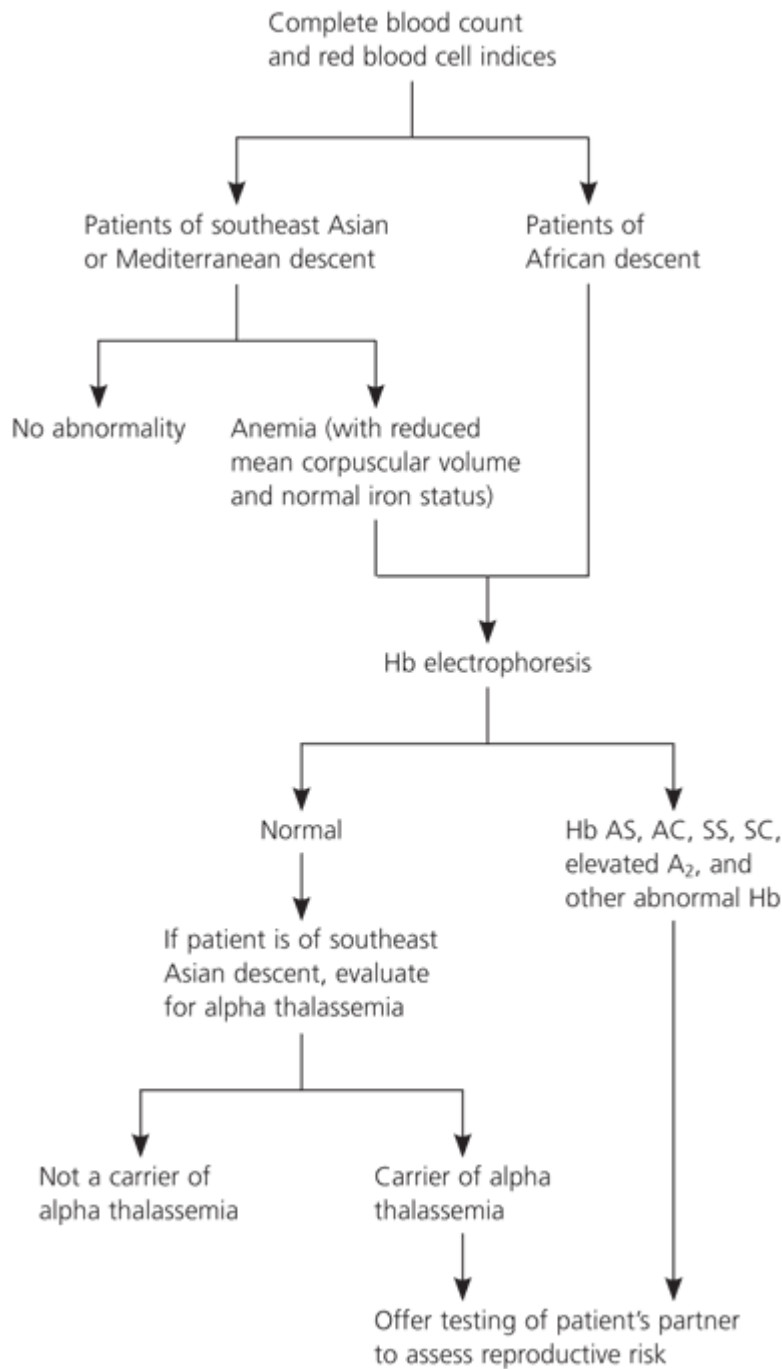 Complete blood count
and red blood cell indices
Patients of southeast Asian
or Mediterranean descent
Patients of
African descent
No abnormality
Anemia (with reduced
mean corpuscular volume
and normal iron status)
Hb electrophoresis
Normal
Hb AS, AC, SS, SC,
elevated A₂, and
other abnormal Hb
If patient is of southeast
Asian descent, evaluate
for alpha thalassemia
Not a carrier of
alpha thalassemia
Carrier of alpha
thalassemia
Offer testing of patient’s partner
to assess reproductive risk